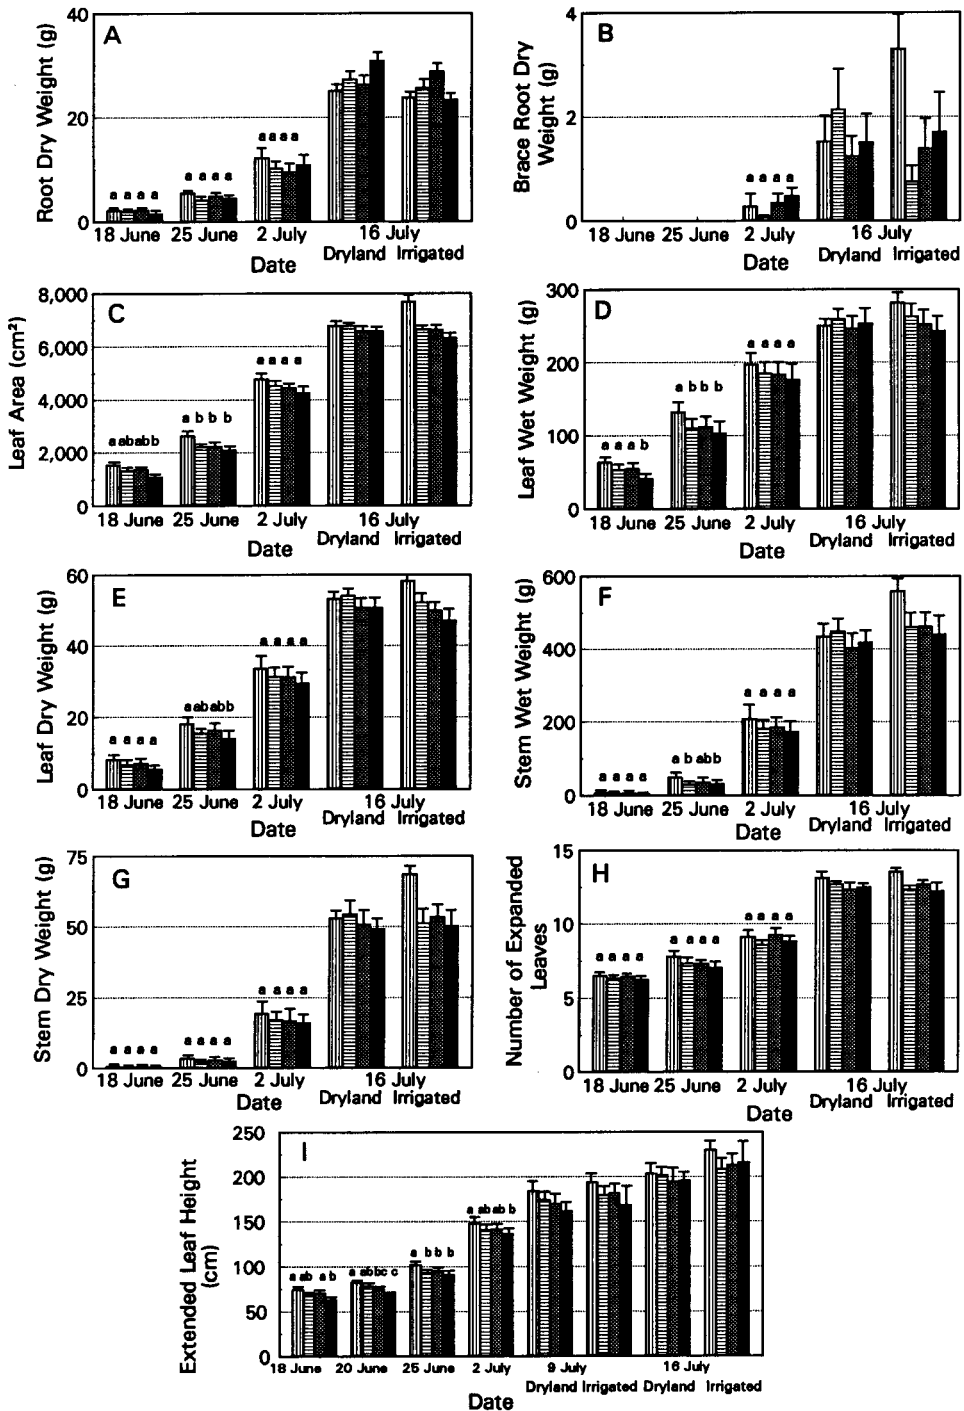 A
Root Dry Weight (g)
40
20
0
a a a a
a a a a
a a a a
18 June 25 June 2 July 16 July
Dryland Irrigated
Date
B
Brace Root Dry
Weight (g)
4
2
0
a a a a
18 June 25 June 2 July 16 July
Dryland Irrigated
Date
C
Leaf Area (cm²)
8,000
6,000
4,000
2,000
0
a ab ab b
a b b b
a a a a
18 June 25 June 2 July 16 July
Dryland Irrigated
Date
D
Leaf Wet Weight (g)
300
200
100
0
a a a b
a b b b
a a a a
18 June 25 June 2 July 16 July
Dryland Irrigated
Date
E
Leaf Dry Weight (g)
60
40
20
0
a a a a
a ab ab b
a a a a
18 June 25 June 2 July 16 July
Dryland Irrigated
Date
F
Stem Wet Weight (g)
600
400
200
0
a a a a
a b ab b
a a a a
18 June 25 June 2 July 16 July
Dryland Irrigated
Date
G
Stem Dry Weight (g)
75
50
25
0
a a a a
a a a a
a a a a
18 June 25 June 2 July 16 July
Dryland Irrigated
Date
H
Number of Expanded
Leaves
15
10
5
0
a a a a
a a a a
a a a a
18 June 25 June 2 July 16 July
Dryland Irrigated
Date
I
Extended Leaf Height
(cm)
250
200
150
100
50
0
a ab a b
a ab bc c
a b b b
a ab ab b
18 June 20 June 25 June 2 July 9 July 16 July
Dryland Irrigated Dryland Irrigated
Date